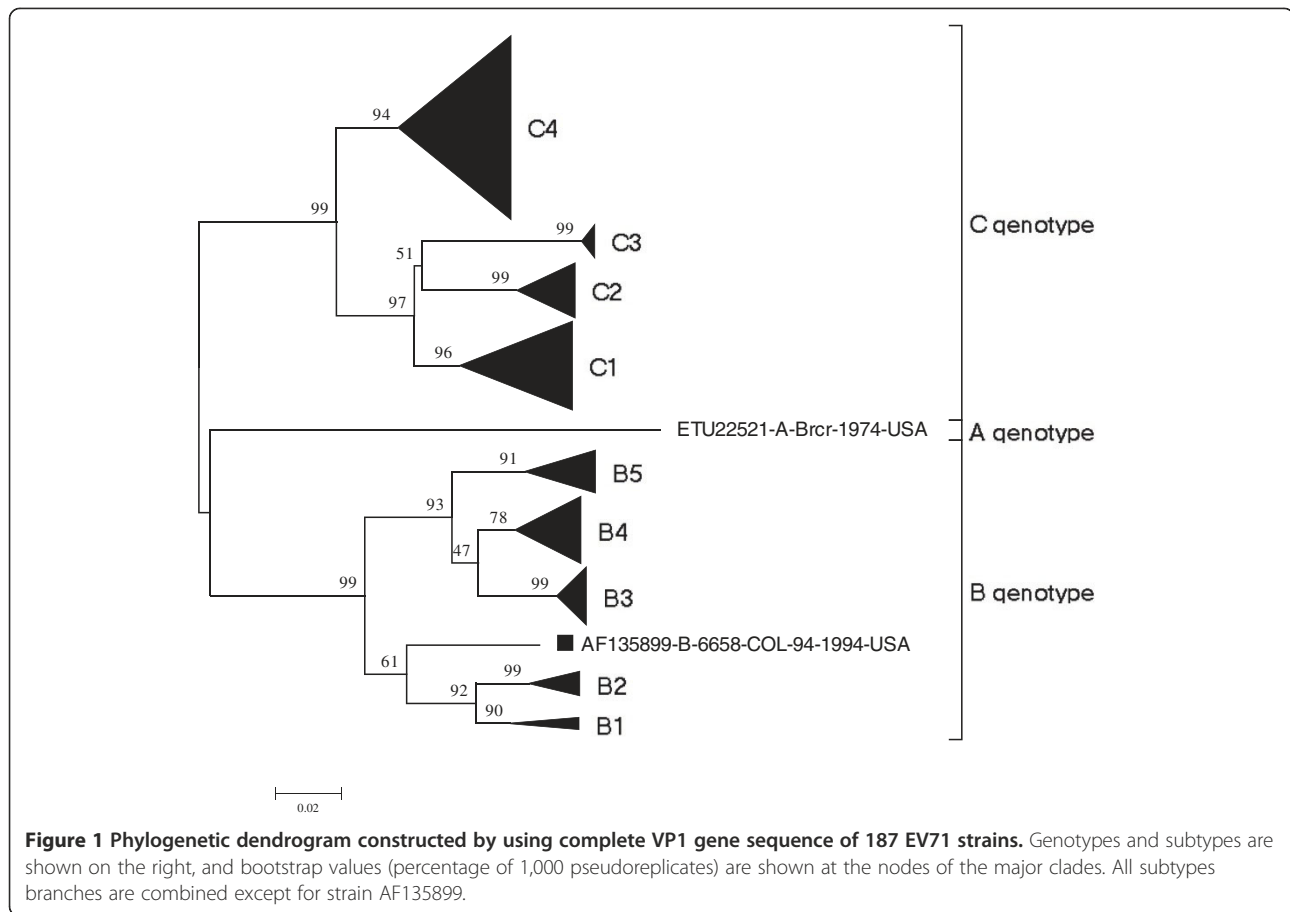 94
C4
99
99
C3
51
99
C2
97
96
C1
C qenotype
ETU22521-A-Brcr-1974-USA
A qenotype
91
B5
93
78
B4
47
99
99
B3
B qenotype
AF135899-B-6658-COL-94-1994-USA
61
99
B2
92
90
B1
0.02
Figure 1 Phylogenetic dendrogram constructed by using complete VP1 gene sequence of 187 EV71 strains. Genotypes and subtypes are
shown on the right, and bootstrap values (percentage of 1,000 pseudoreplicates) are shown at the nodes of the major clades. All subtypes
branches are combined except for strain AF135899.